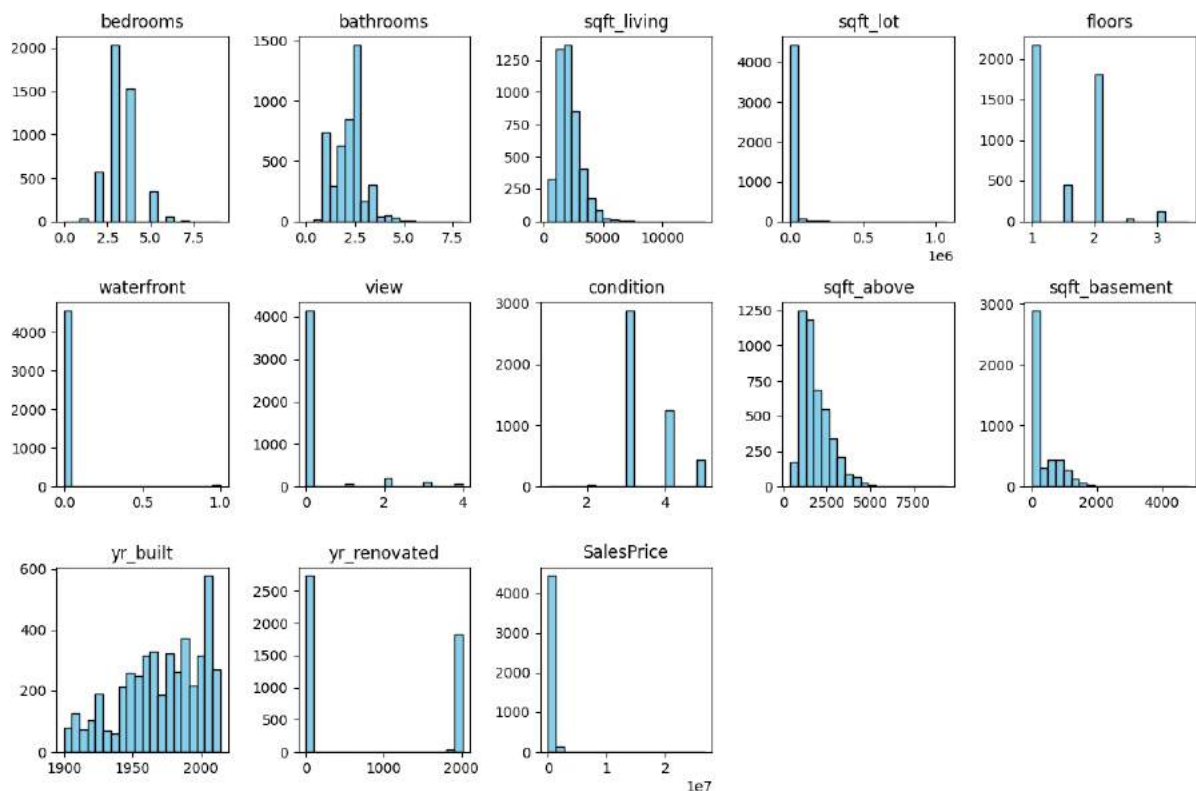 bedrooms bathrooms sqft_living sqft_lot floors
2000 1500 1000 500 0
0.0 2.5 5.0 7.5
1500 1000 500 0
0.0 2.5 5.0 7.5
1250 1000 750 500 250 0
0 5000 10000
4000 3000 2000 1000 0
0.0 0.5 1.0
1e6
2000 1500 1000 500 0
1 2 3
waterfront view condition sqft_above sqft_basement
4000 3000 2000 1000 0
0.0 0.5 1.0
4000 3000 2000 1000 0
0 2 4
3000 2500 2000 1500 1000 500 0
2 4
1250 1000 750 500 250 0
0 2500 5000 7500
3000 2000 1000 0
0 2000 4000
yr_built yr_renovated SalesPrice
600 400 200 0
1900 1950 2000
2500 2000 1500 1000 500 0
0 1000 2000
4000 3000 2000 1000 0
0 1 2
1e7